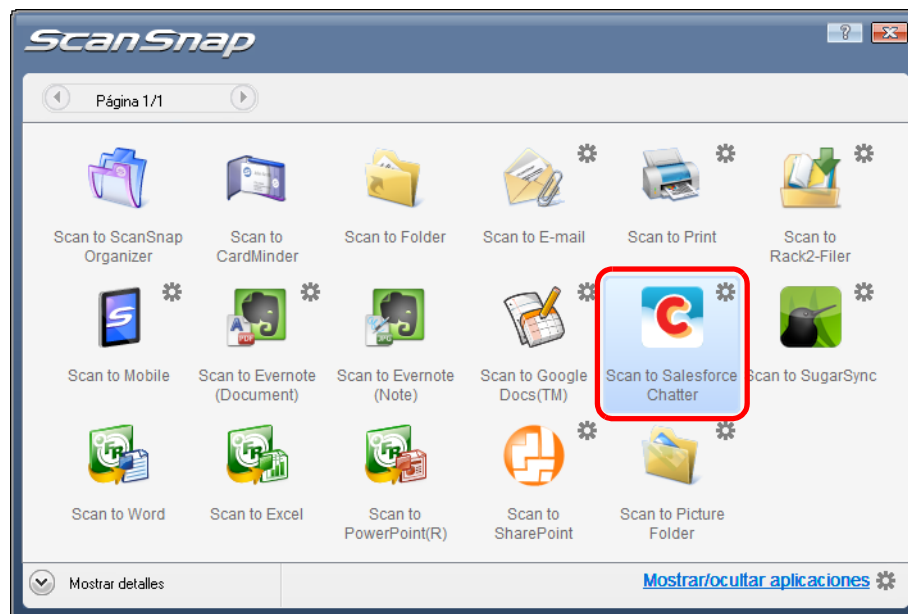 ScanSnap
Página 1/1
Scan to ScanSnap
Organizer
Scan to
CardMinder
Scan to Folder
Scan to E-mail
Scan to Print
Scan to
Rack2-Filer
Scan to Mobile
Scan to Evernote
(Document)
Scan to Evernote
(Note)
Scan to Google
Docs(TM)
Scan to Salesforce
Chatter
Scan to SugarSync
Scan to Word
Scan to Excel
Scan to
PowerPoint(R)
Scan to
SharePoint
Scan to Picture
Folder
Mostrar detalles
Mostrar/ocultar aplicaciones